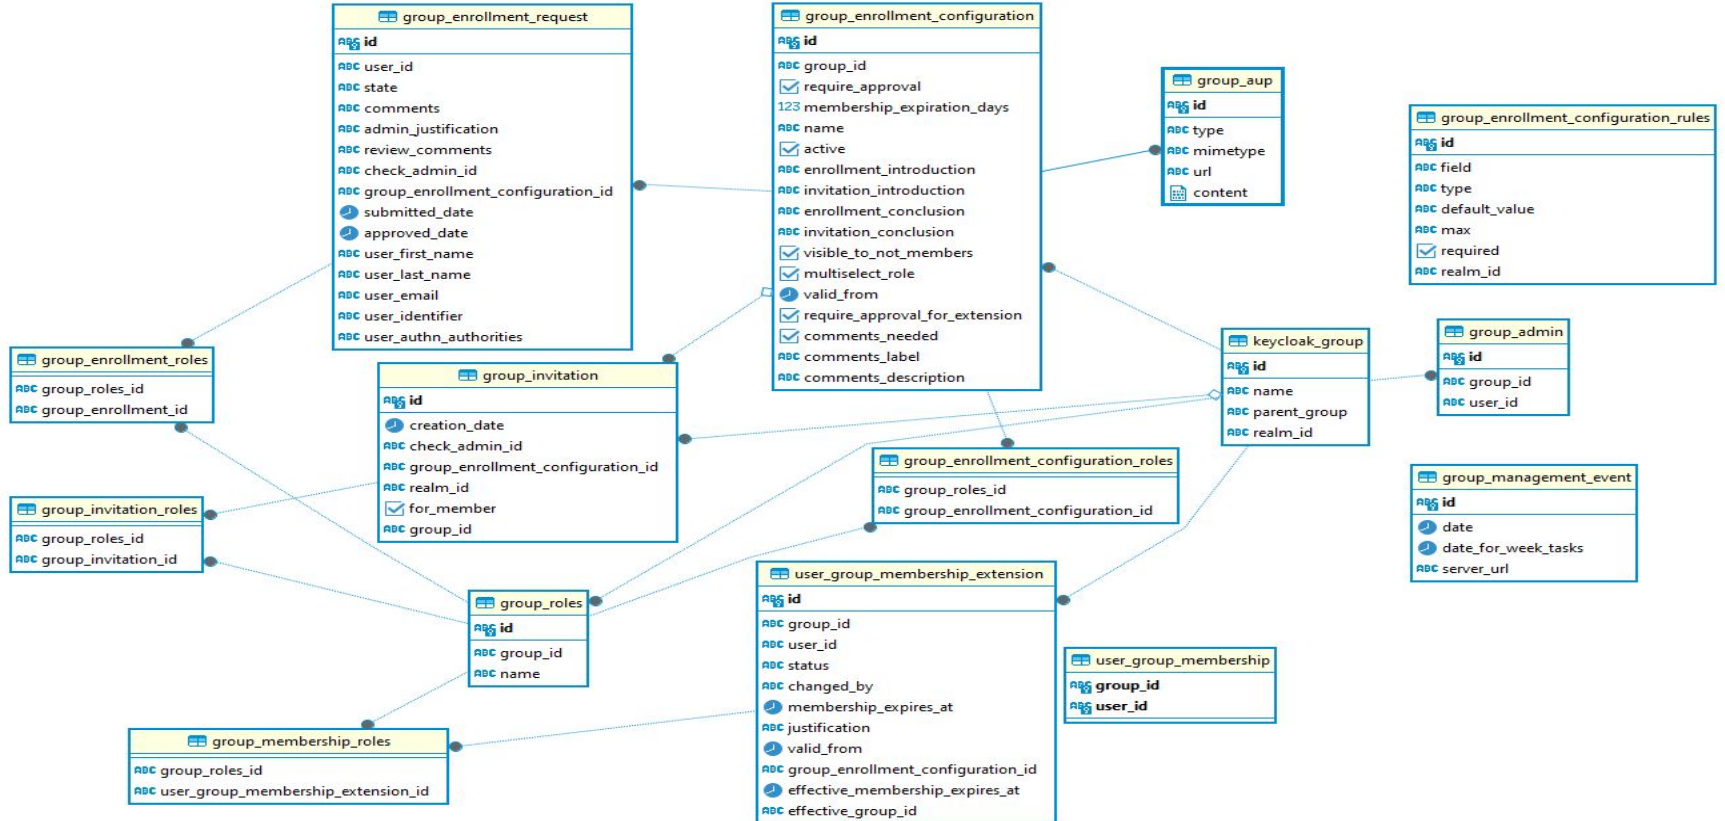 group_enrollment_request
id
user_id
state
comments
admin_justification
review_comments
check_admin_id
group_enrollment_configuration_id
submitted_date
approved_date
user_first_name
user_last_name
user_email
user_identifier
user_authn_authorities
group_enrollment_configuration
id
group_id
require_approval
123 membership_expiration_days
name
active
enrollment_introduction
invitation_introduction
enrollment_conclusion
invitation_conclusion
visible_to_not_members
multiselect_role
valid_from
require_approval_for_extension
comments_needed
comments_label
comments_description
group_aup
id
type
mimetype
url
content
group_enrollment_configuration_rules
id
field
type
default_value
max
required
realm_id
group_enrollment_roles
group_roles_id
group_enrollment_id
group_invitation
id
creation_date
check_admin_id
group_enrollment_configuration_id
realm_id
for_member
group_id
keycloak_group
id
name
parent_group
realm_id
group_admin
id
group_id
user_id
group_invitation_roles
group_roles_id
group_invitation_id
group_enrollment_configuration_roles
group_roles_id
group_enrollment_configuration_id
group_management_event
id
date
date_for_week_tasks
server_url
group_roles
id
group_id
name
user_group_membership_extension
id
group_id
user_id
status
changed_by
membership_expires_at
justification
valid_from
group_enrollment_configuration_id
effective_membership_expires_at
effective_group_id
user_group_membership
group_id
user_id
group_membership_roles
group_roles_id
user_group_membership_extension_id